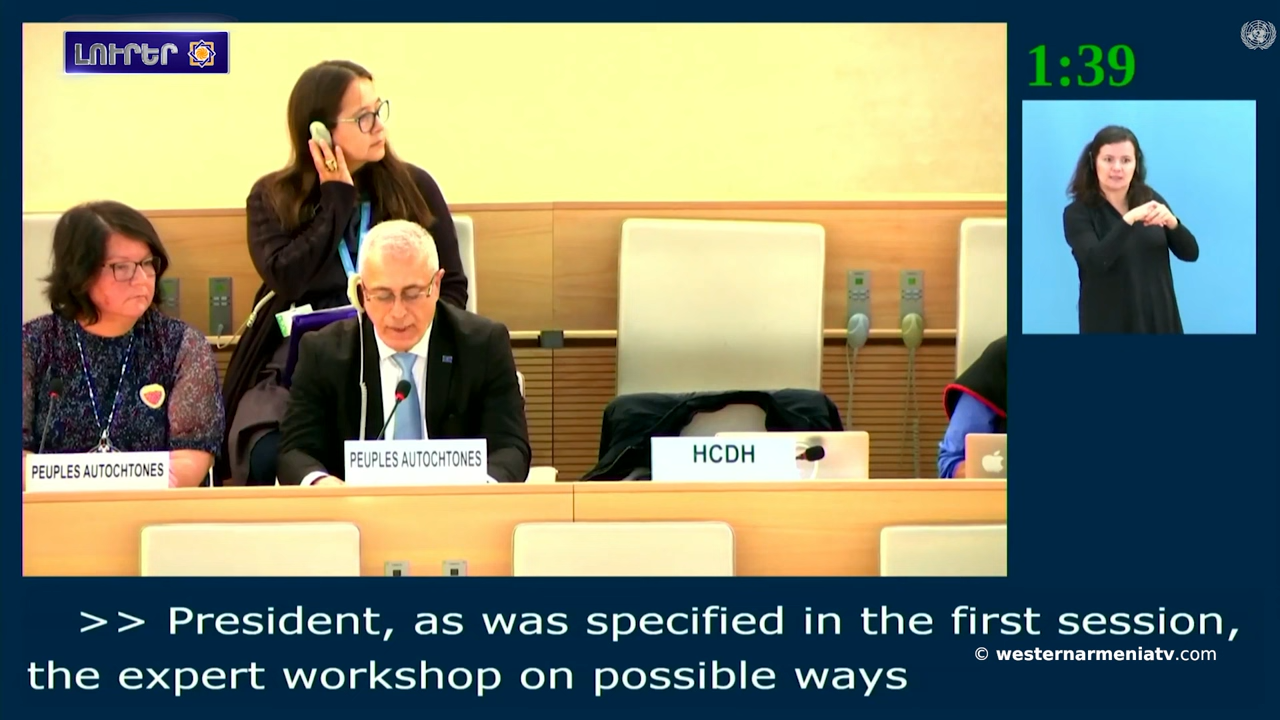 ԼՈՒՐԵՐ
1:39
PEUPLES AUTOCHTONES
PEUPLES AUTOCHTONES
HCDH
>> President, as was specified in the first session,
the expert workshop on possible ways
© westernarmeniatv.com